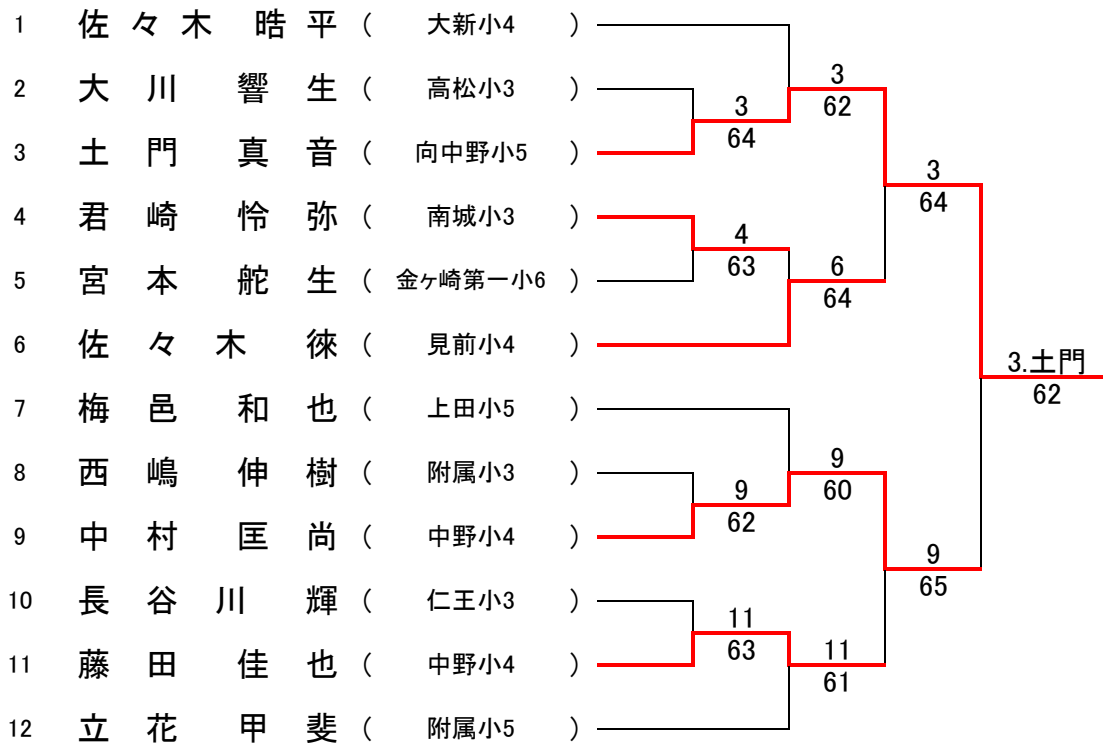 1 佐々木 晧平 ( 大新小4 )
2 大川 響生 ( 高松小3 )
3 土門 真音 ( 向中野小5 )
4 君崎 怜弥 ( 南城小3 )
5 宮本 舵生 ( 金ヶ崎第一小6 )
6 佐々木 徠 ( 見前小4 )
7 梅邑 和也 ( 上田小5 )
8 西嶋 伸樹 ( 附属小3 )
9 中村 匡尚 ( 中野小4 )
10 長谷川 輝 ( 仁王小3 )
11 藤田 佳也 ( 中野小4 )
12 立花 甲斐 ( 附属小5 )
3
64
4
63
9
62
11
63
3
62
6
64
9
60
11
61
3
64
9
65
3.土門
62